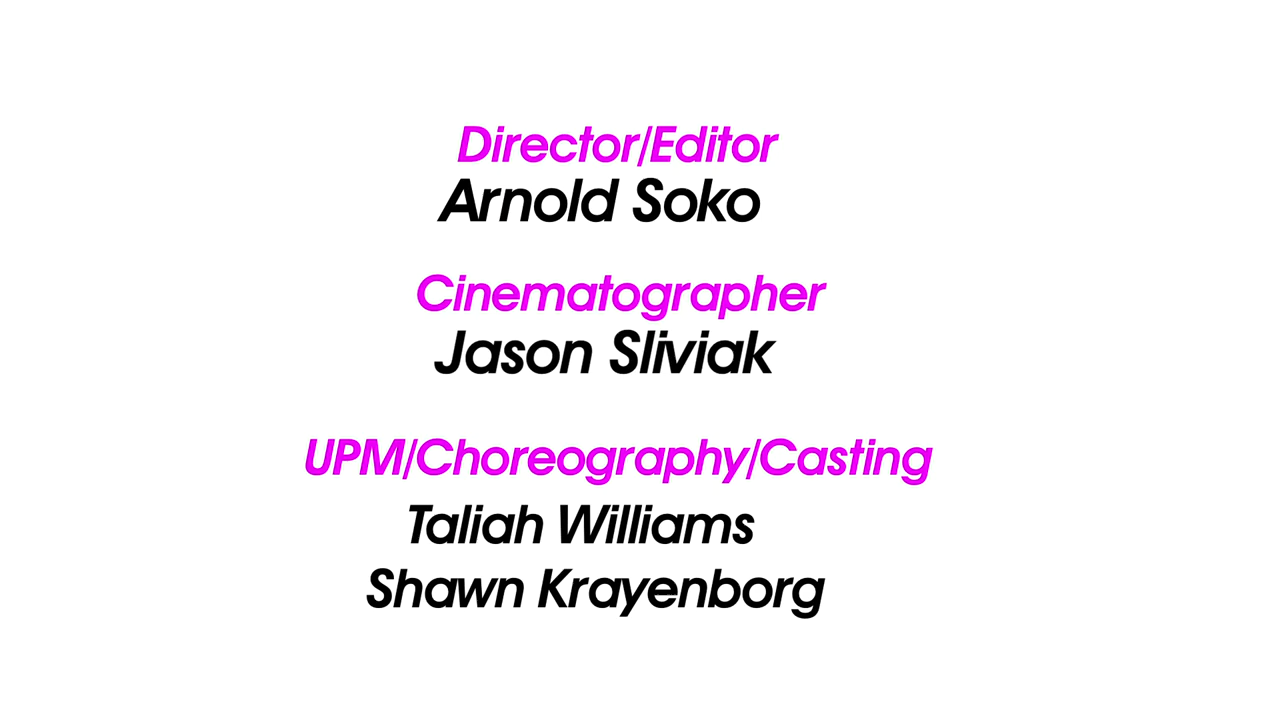 Director/Editor
Arnold Soko
Cinematographer
Jason Sliviak
UPM/Choreography/Casting
Taliah Williams
Shawn Krayenborg